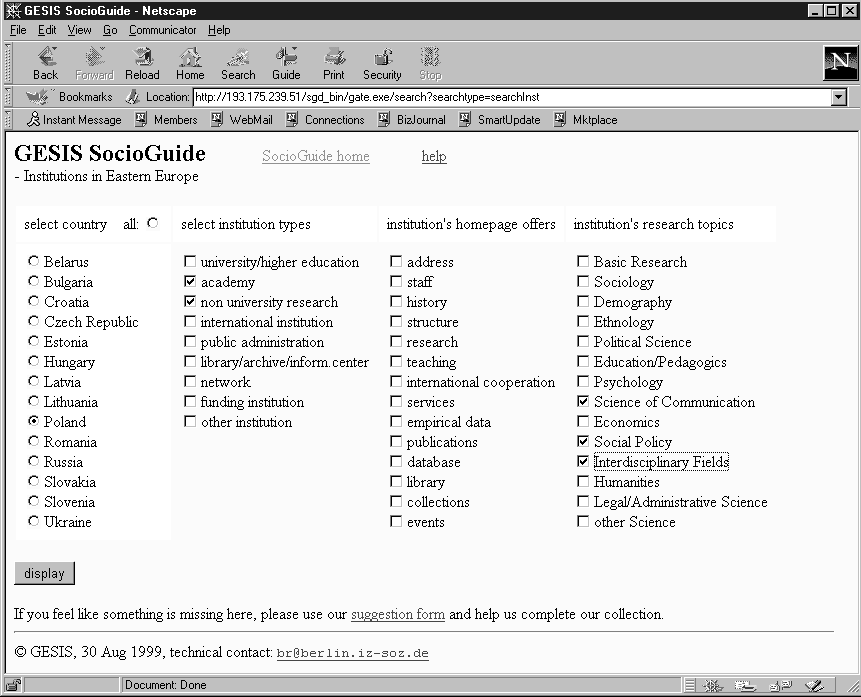 GESIS SocioGuide - Netscape
File Edit View Go Communicator Help
Back Forward Reload Home Search Guide Print Security Stop
N
Bookmarks Location: http://193.175.239.51/sgd_bin/gate.exe/search?searchtype=searchInst
Instant Message Members WebMail Connections BizJournal SmartUpdate Mktplace
GESIS SocioGuide SocioGuide home help
- Institutions in Eastern Europe
select country all: select institution types institution's homepage offers institution's research topics
Belarus university/higher education address Basic Research
Bulgaria academy staff Sociology
Croatia non university research history Demography
Czech Republic international institution structure Ethnology
Estonia public administration research Political Science
Hungary library/archive/inform.center teaching Education/Pedagogics
Latvia network international cooperation Psychology
Lithuania funding institution services Science of Communication
Poland other institution empirical data Economics
Romania publications Social Policy
Russia database Interdisciplinary Fields
Slovakia library Humanities
Slovenia collections Legal/Administrative Science
Ukraine events other Science
display
If you feel like something is missing here, please use our suggestion form and help us complete our collection.
© GESIS, 30 Aug 1999, technical contact: br@berlin.iz-soz.de
Document: Done